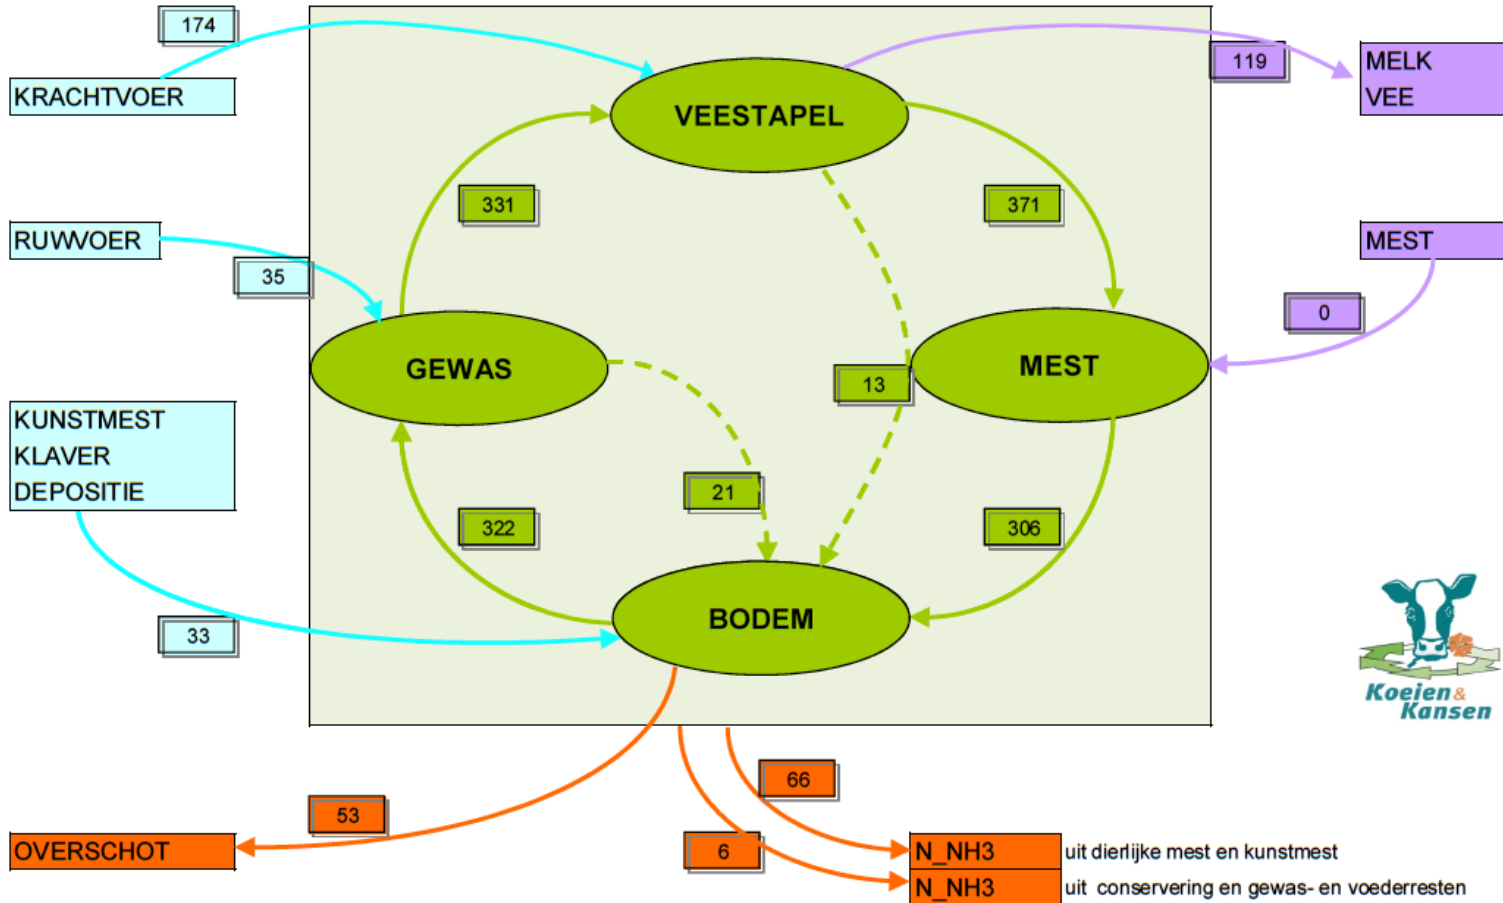 174
119
KRACHTVOER
MELK
VEE
VEESTAPEL
331
371
RUWVOER
MEST
35
0
GEWAS
MEST
13
KUNSTMEST
KLAVER
DEPOSITIE
21
322
306
33
BODEM
Koeien &
Kansen
66
53
6
OVERSCHOT
N_NH3 uit dierlijke mest en kunstmest
N_NH3 uit conservering en gewas- en voederresten